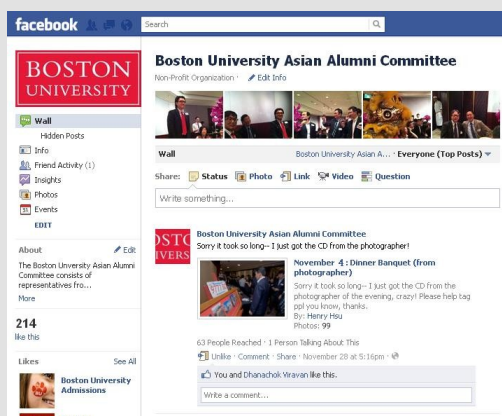 facebook
Search
BOSTON
UNIVERSITY
Wall
Hidden Posts
Info
Friend Activity (1)
Insights
Photos
31 Events
EDIT
About
Edit
The Boston University Asian Alumni
Committee consists of
representatives fro...
More
214
like this
Likes
See All
Boston University
Admissions
Boston University Asian Alumni Committee
Non-Profit Organization · Edit Info
Wall
Boston University Asian A... · Everyone (Top Posts)
Share: Status Photo Link Video Question
Write something...
OSTO
IVERS
Boston University Asian Alumni Committee
Sorry it took so long-- I just got the CD from the photographer!
November 4 : Dinner Banquet (from
photographer)
Sorry it took so long-- I just got the CD from the
photographer of the evening, crazy! Please help tag
ppl you know, thanks.
By: Henry Hsu
Photos: 99
63 People Reached · 1 Person Talking About This
Unlike · Comment · Share · November 28 at 5:16pm ·
You and Dhanachok Viravan like this.
Write a comment...